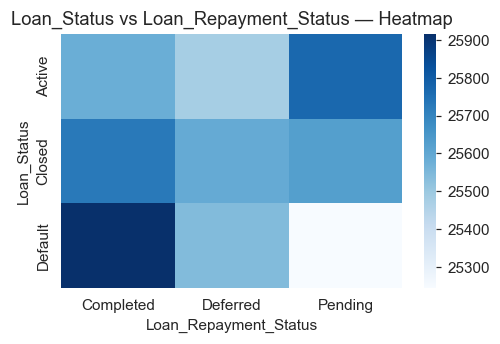 Loan_Status vs Loan_Repayment_Status — Heatmap
Loan_Status
Active
Closed
Default
Completed
Deferred
Pending
Loan_Repayment_Status
25900
25800
25700
25600
25500
25400
25300